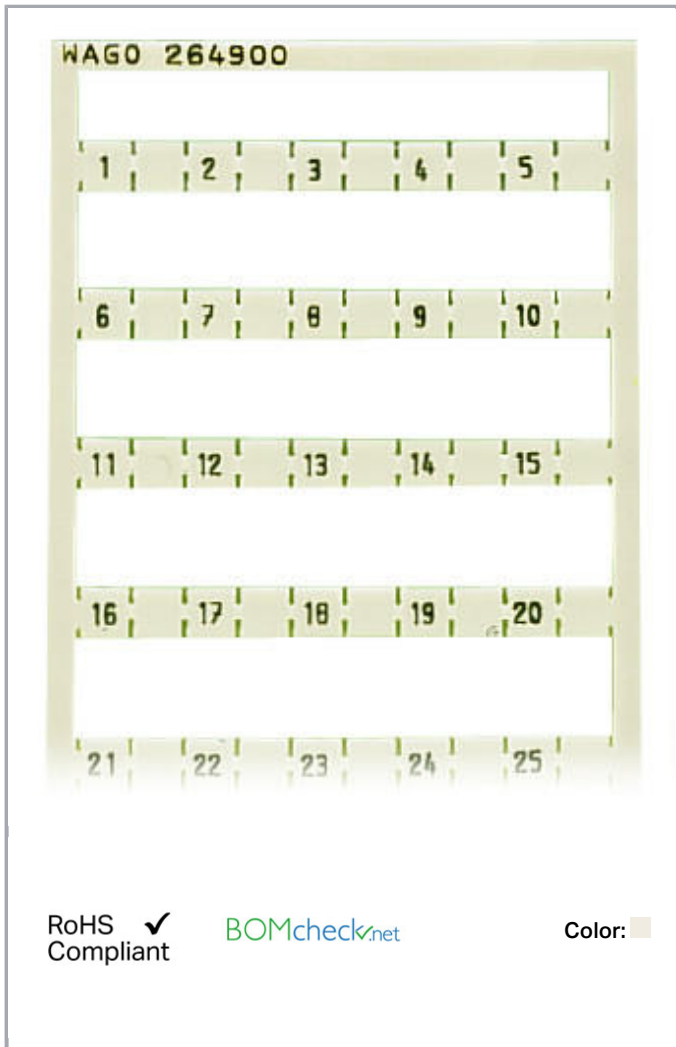 WAGO 264900
1 2 3 4 5
6 7 8 9 10
11 12 13 14 15
16 17 18 19 20
21 22 23 24 25
RoHS ✓
Compliant
BOMcheck.net
Color: